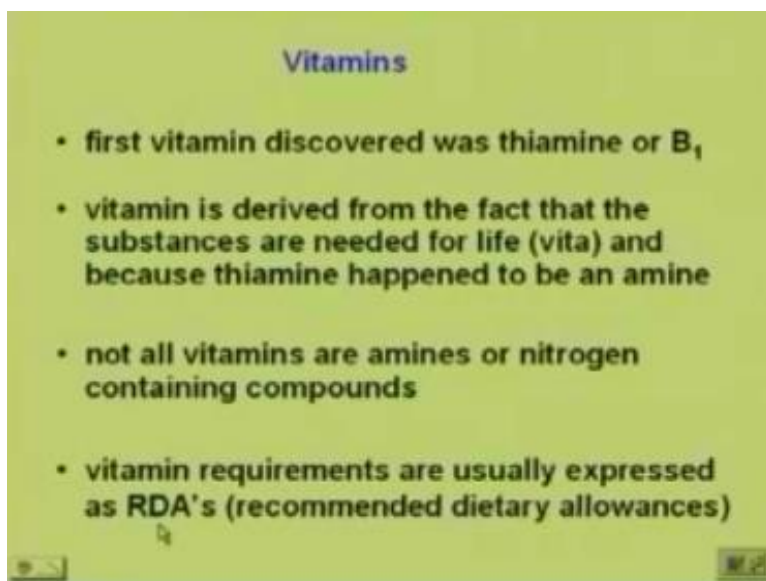 Vitamins
• first vitamin discovered was thiamine or B₁
• vitamin is derived from the fact that the
substances are needed for life (vita) and
because thiamine happened to be an amine
• not all vitamins are amines or nitrogen
containing compounds
• vitamin requirements are usually expressed
as RDA's (recommended dietary allowances)